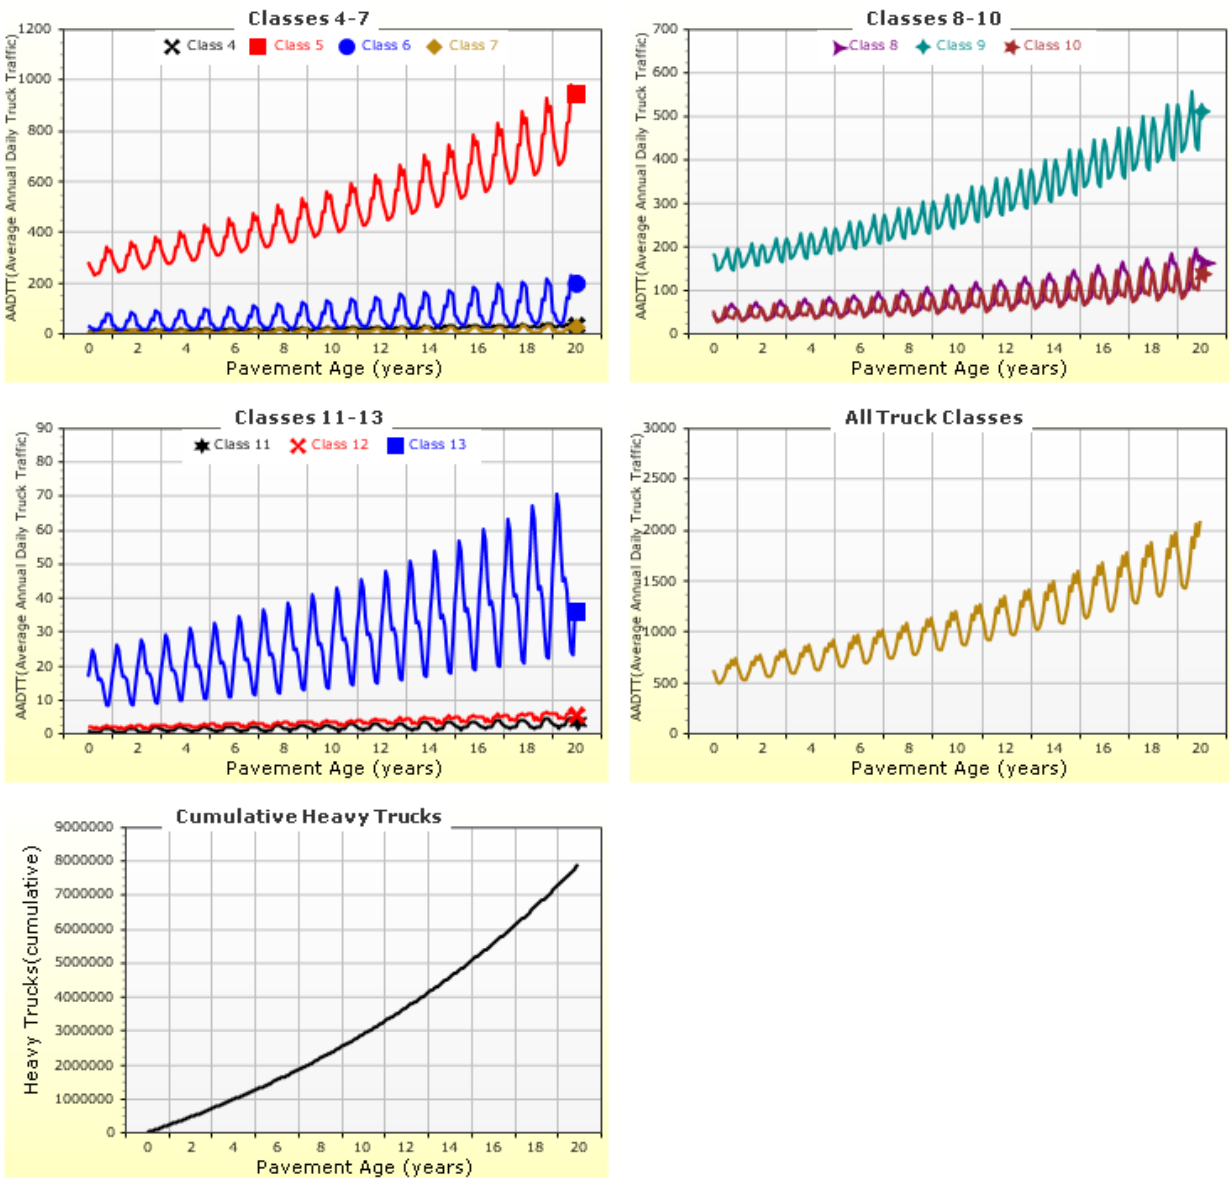 Classes 4-7
1200
1000
800
600
400
200
0
AADTT(Average Annual Daily Truck Traffic)
Class 4 Class 5 Class 6 Class 7
0 2 4 6 8 10 12 14 16 18 20
Pavement Age (years)
Classes 8-10
700
600
500
400
300
200
100
0
AADTT(Average Annual Daily Truck Traffic)
Class 8 Class 9 Class 10
0 2 4 6 8 10 12 14 16 18 20
Pavement Age (years)
Classes 11-13
90
80
70
60
50
40
30
20
10
0
AADTT(Average Annual Daily Truck Traffic)
Class 11 Class 12 Class 13
0 2 4 6 8 10 12 14 16 18 20
Pavement Age (years)
All Truck Classes
3000
2500
2000
1500
1000
500
0
AADTT(Average Annual Daily Truck Traffic)
0 2 4 6 8 10 12 14 16 18 20
Pavement Age (years)
Cumulative Heavy Trucks
9000000
8000000
7000000
6000000
5000000
4000000
3000000
2000000
1000000
0
Heavy Trucks(cumulative)
0 2 4 6 8 10 12 14 16 18 20
Pavement Age (years)